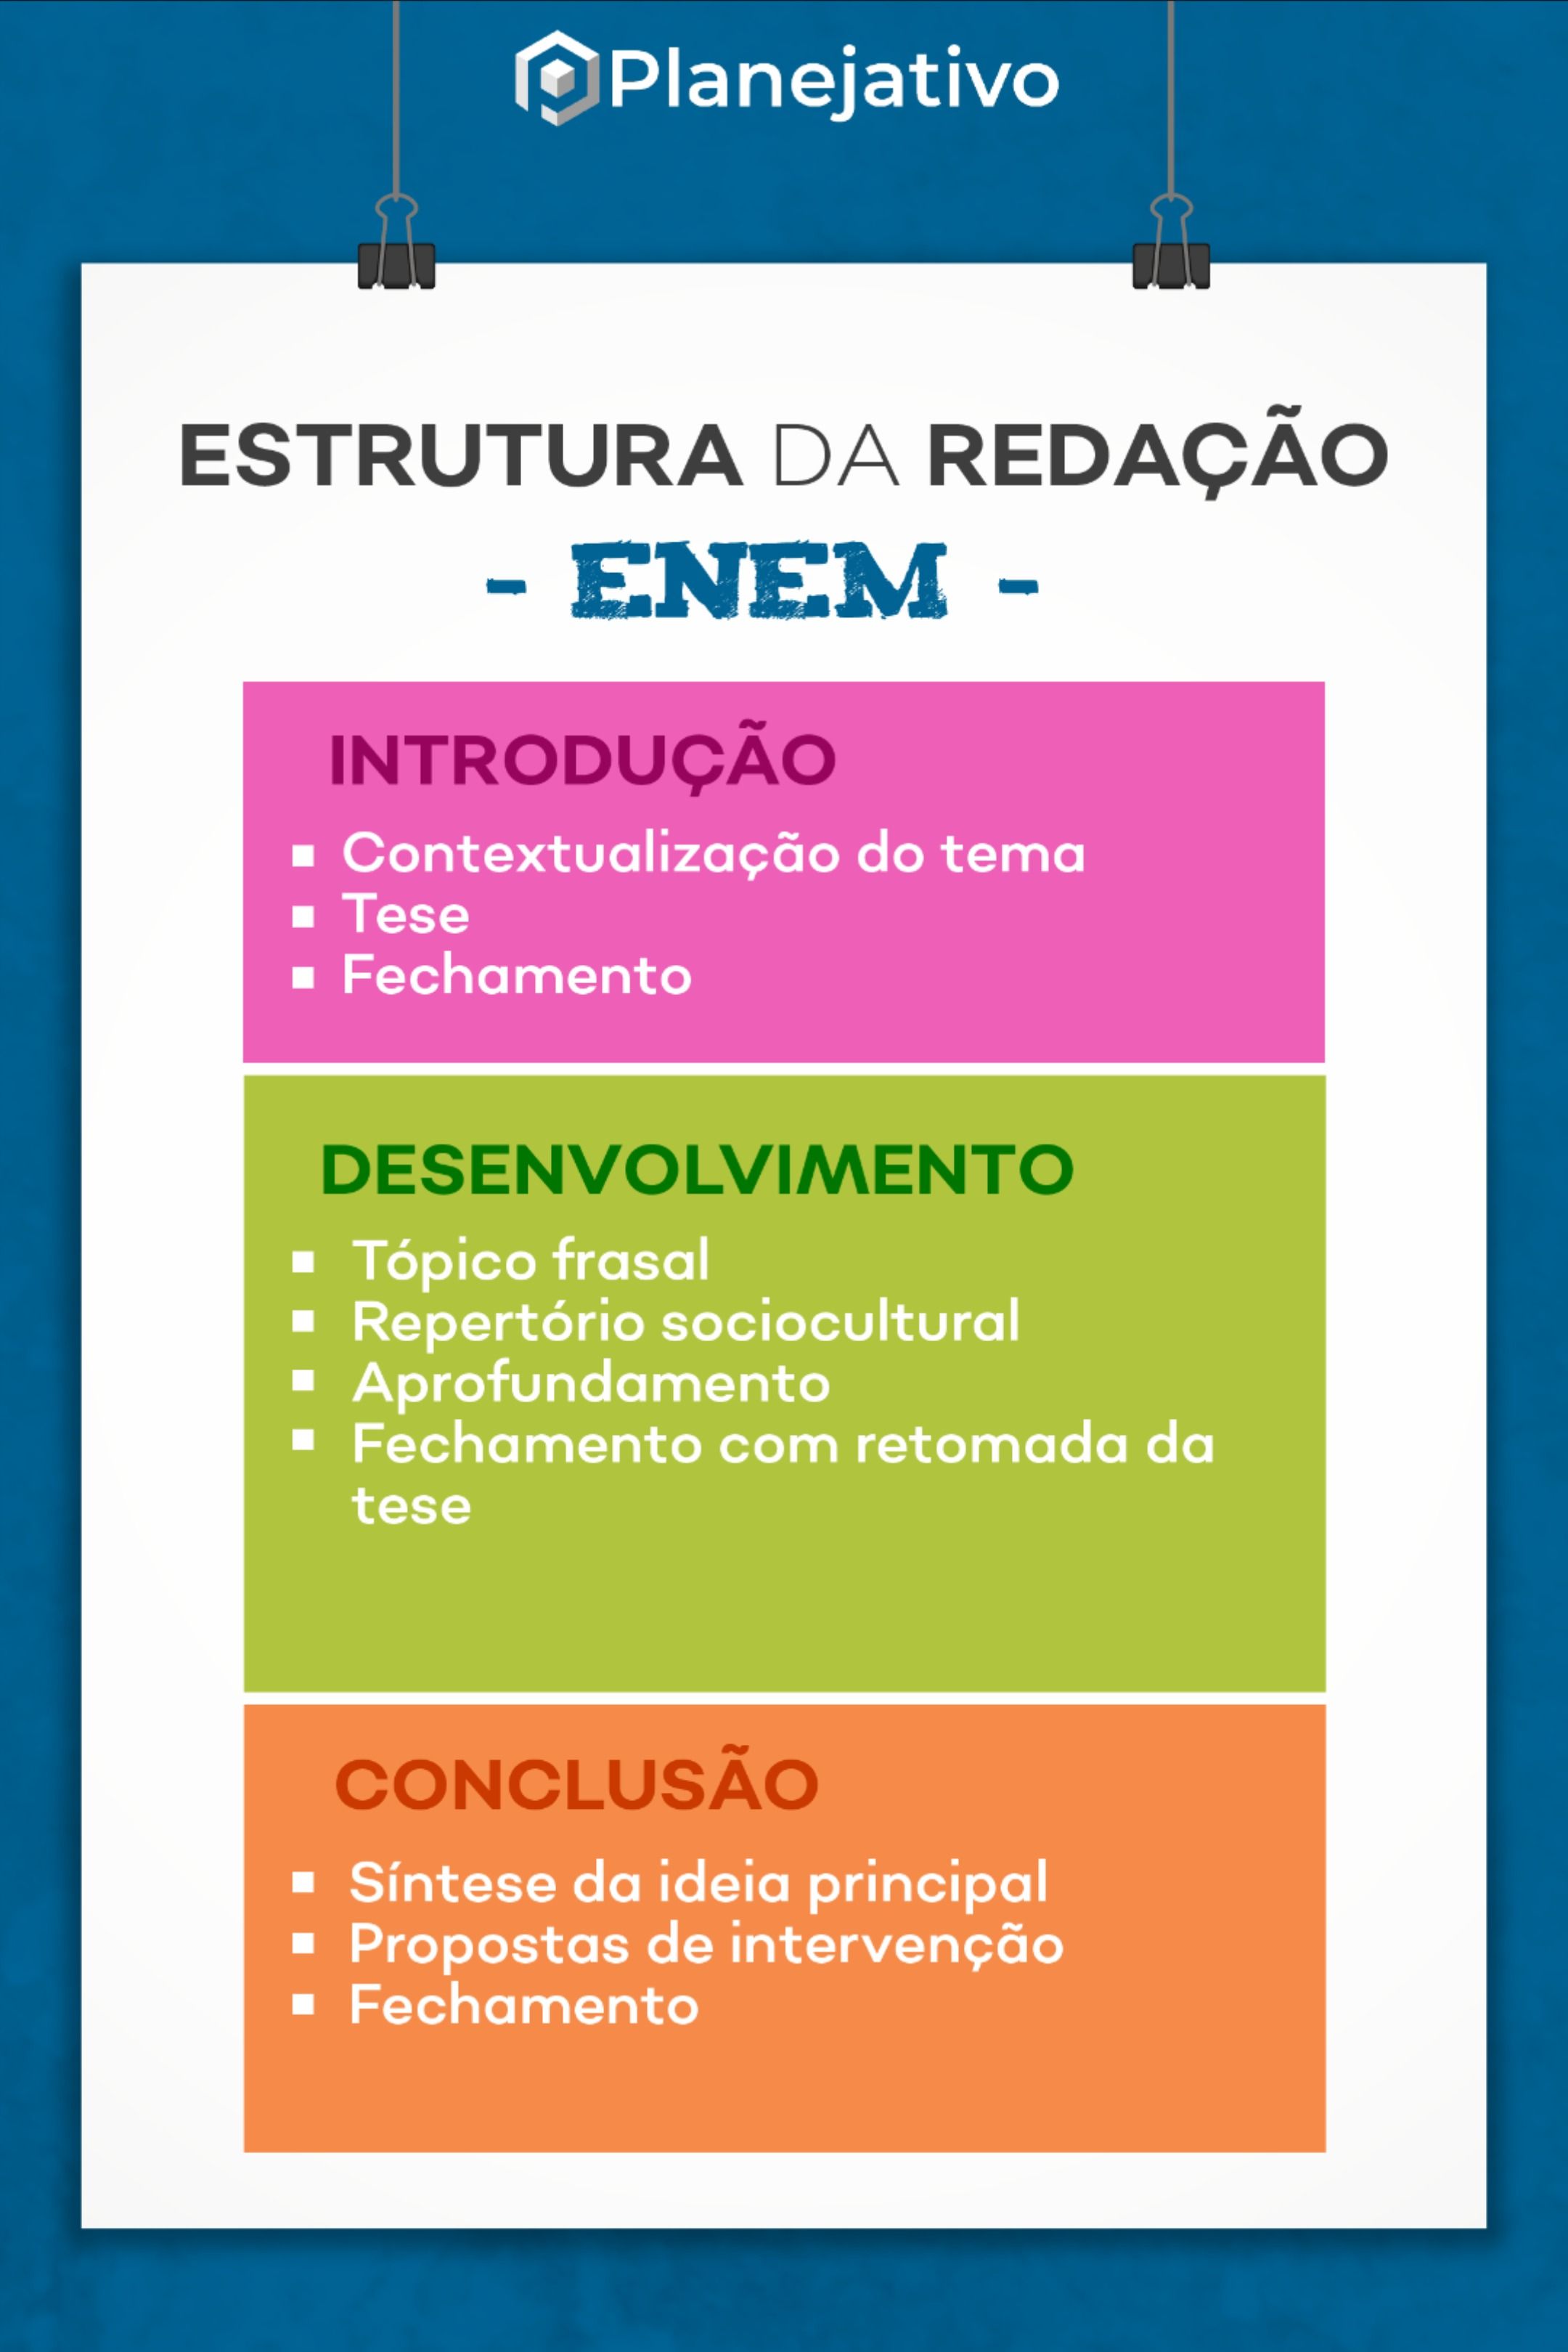 Planejativo
ESTRUTURA DA REDAÇÃO
- ENEM -
INTRODUÇÃO
▪ Contextualização do tema
▪ Tese
▪ Fechamento
DESENVOLVIMENTO
▪ Tópico frasal
▪ Repertório sociocultural
▪ Aprofundamento
▪ Fechamento com retomada da
tese
CONCLUSÃO
▪ Síntese da ideia principal
▪ Propostas de intervenção
▪ Fechamento